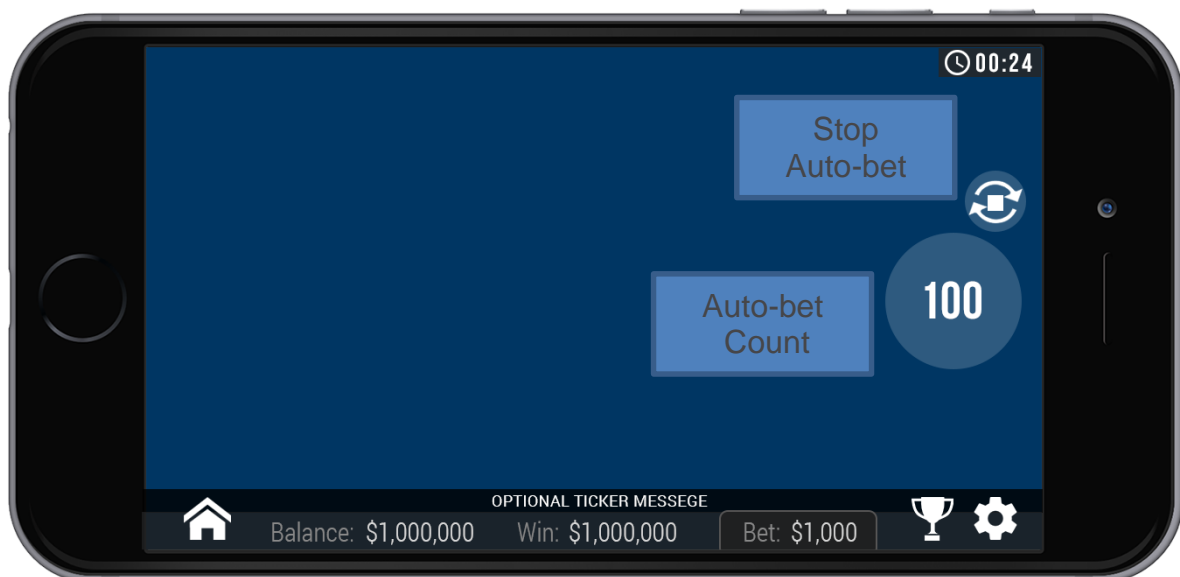 00:24
Stop
Auto-bet
Auto-bet
Count
100
OPTIONAL TICKER MESSEGE
Balance: $1,000,000 Win: $1,000,000 Bet: $1,000